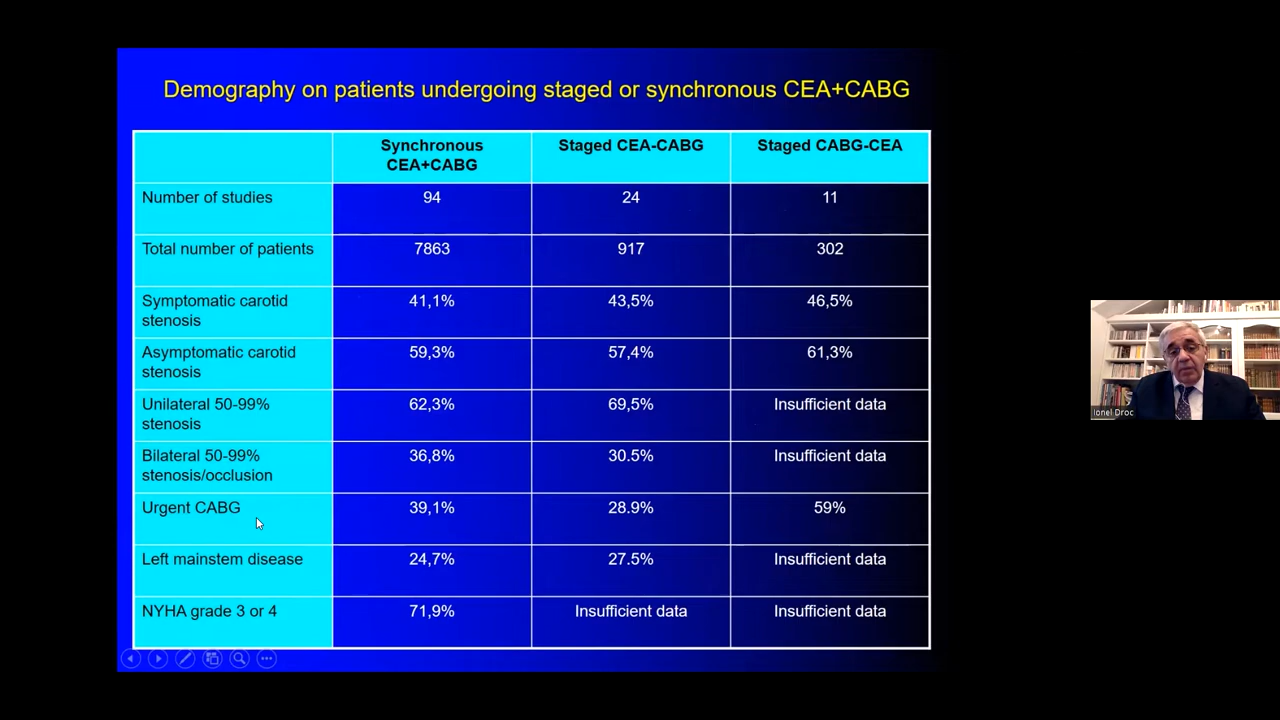 Demography on patients undergoing staged or synchronous CEA+CABG
Synchronous CEA+CABG Staged CEA-CABG Staged CABG-CEA
Number of studies 94 24 11
Total number of patients 7863 917 302
Symptomatic carotid stenosis 41,1% 43,5% 46,5%
Asymptomatic carotid stenosis 59,3% 57,4% 61,3%
Unilateral 50-99% stenosis 62,3% 69,5% Insufficient data
Bilateral 50-99% stenosis/occlusion 36,8% 30.5% Insufficient data
Urgent CABG 39,1% 28.9% 59%
Left mainstem disease 24,7% 27.5% Insufficient data
NYHA grade 3 or 4 71,9% Insufficient data Insufficient data
Ionel Droc